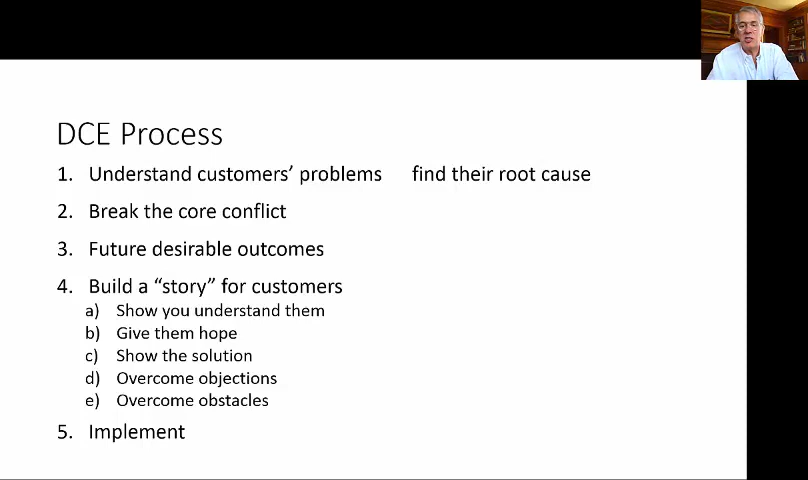 DCE Process
1. Understand customers' problems find their root cause
2. Break the core conflict
3. Future desirable outcomes
4. Build a “story” for customers
a) Show you understand them
b) Give them hope
c) Show the solution
d) Overcome objections
e) Overcome obstacles
5. Implement